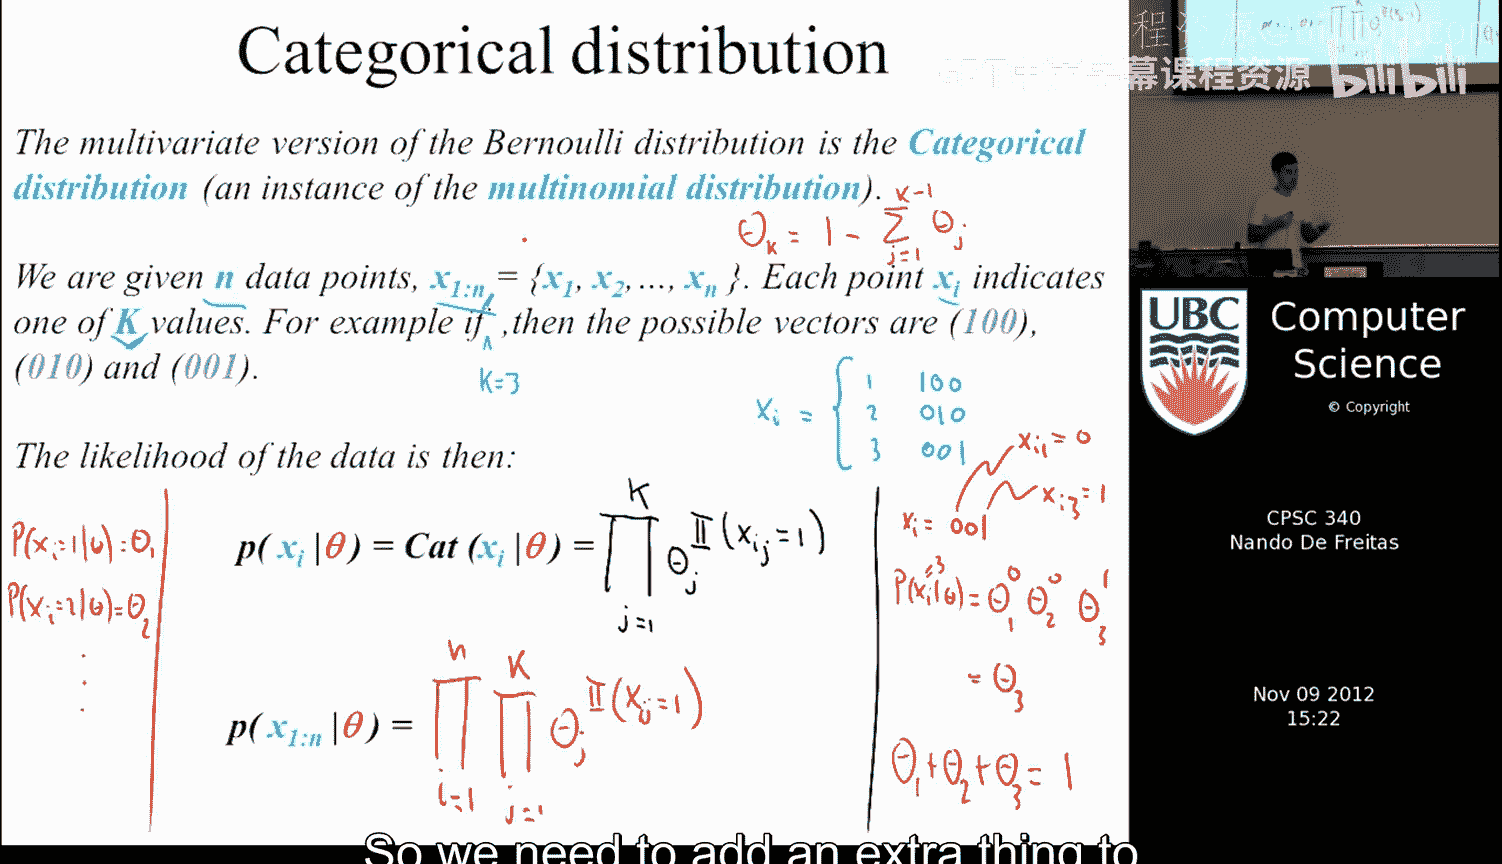 Categorical distribution
The multivariate version of the Bernoulli distribution is the Categorical
distribution (an instance of the multinomial distribution).
Θ_k = 1 - Σ_{j=1}^{K-1} Θ_j
We are given n data points, x_{1:n} = {x_1, x_2,…, x_n}. Each point x_i indicates
one of K values. For example if ,then the possible vectors are (100),
K=3
(010) and (001).
x_i = { 1 100
2 010
3 001
The likelihood of the data is then:
x_{i1} = 0
x_{i3} = 1
x_i = 001
P(x_i=1|θ) = Θ_1
P(x_i=2|θ) = Θ_2
p( x_i |θ) = Cat (x_i |θ) = ∏_{j=1}^{K} θ_j^{𝕀(x_{ij}=1)}
P(x_i=3|θ) = Θ_1^0 Θ_2^0 Θ_3^1
= Θ_3
p( x_{1:n} |θ) = ∏_{i=1}^{n} ∏_{j=1}^{K} Θ_j^{𝕀(x_{ij}=1)}
Θ_1 + Θ_2 + Θ_3 = 1
幕课程资源
bilibili
UBC
Computer
Science
© Copyright
CPSC 340
Nando De Freitas
Nov 09 2012
15:22
So we need to add an extra thing to